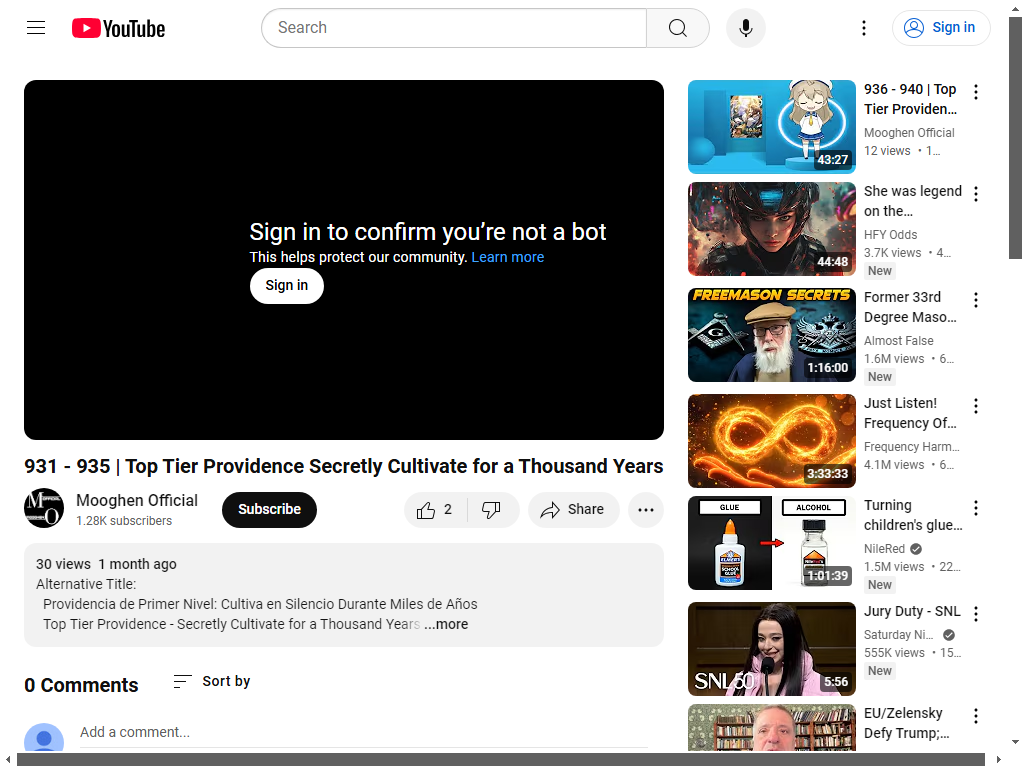 YouTube
Search
Sign in
Sign in to confirm you’re not a bot
This helps protect our community. Learn more
Sign in
931 - 935 | Top Tier Providence Secretly Cultivate for a Thousand Years
Mooghen Official
1.28K subscribers
Subscribe
2
Share
30 views 1 month ago
Alternative Title:
Providencia de Primer Nivel: Cultiva en Silencio Durante Miles de Años
Top Tier Providence - Secretly Cultivate for a Thousand Years ...more
0 Comments
Sort by
Add a comment...
43:27
936 - 940 | Top
Tier Providen...
Mooghen Official
12 views • 1...
44:48
She was legend
on the...
HFY Odds
3.7K views • 4...
New
FREEMASON SECRETS
1:16:00
Former 33rd
Degree Maso...
Almost False
1.6M views • 6...
New
3:33:33
Just Listen!
Frequency Of...
Frequency Harm...
4.1M views • 6...
GLUE
ALCOHOL
1:01:39
Turning
children's glue...
NileRed
1.5M views • 22...
New
SNL50
5:56
Jury Duty - SNL
Saturday Ni...
555K views • 15...
New
EU/Zelensky
Defy Trump;...